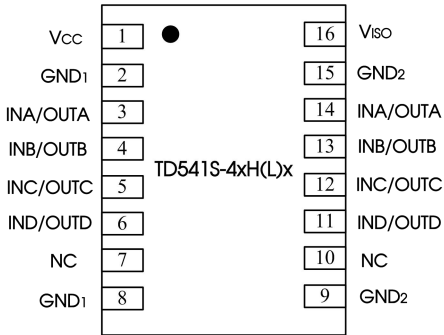 Vcc 1 16 VISO
GND1 2 15 GND2
INA/OUTA 3 14 INA/OUTA
INB/OUTB 4 13 INB/OUTB
TD541S-4xH(L)x
INC/OUTC 5 12 INC/OUTC
IND/OUTD 6 11 IND/OUTD
NC 7 10 NC
GND1 8 9 GND2